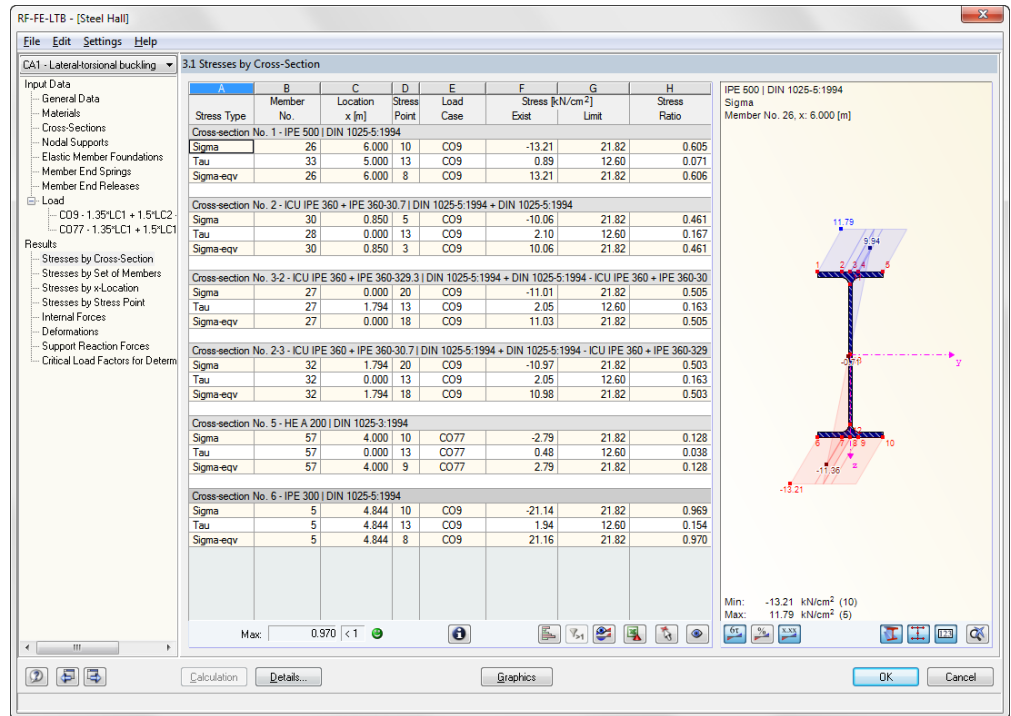 RF-FE-LTB - [Steel Hall]
File Edit Settings Help
CA1 - Lateral-torsional buckling
3.1 Stresses by Cross-Section
Input Data
General Data
Materials
Cross-Sections
Nodal Supports
Elastic Member Foundations
Member End Springs
Member End Releases
Load
CO9 - 1.35*LC1 + 1.5*LC2 -
CO77 - 1.35*LC1 + 1.5*LC1
Results
Stresses by Cross-Section
Stresses by Set of Members
Stresses by x-Location
Stresses by Stress Point
Internal Forces
Deformations
Support Reaction Forces
Critical Load Factors for Determ
A B C D E F G H
Member Location Stress Load Stress [kN/cm²] Stress
Stress Type No. x [m] Point Case Exist Limit Ratio
Cross-section No. 1 - IPE 500 | DIN 1025-5:1994
Sigma 26 6.000 10 CO9 -13.21 21.82 0.605
Tau 33 5.000 13 CO9 0.89 12.60 0.071
Sigma-eqv 26 6.000 8 CO9 13.21 21.82 0.606
Cross-section No. 2 - ICU IPE 360 + IPE 360-30.7 | DIN 1025-5:1994 + DIN 1025-5:1994
Sigma 30 0.850 5 CO9 -10.06 21.82 0.461
Tau 28 0.000 13 CO9 2.10 12.60 0.167
Sigma-eqv 30 0.850 3 CO9 10.06 21.82 0.461
Cross-section No. 3-2 - ICU IPE 360 + IPE 360-329.3 | DIN 1025-5:1994 + DIN 1025-5:1994 - ICU IPE 360 + IPE 360-30
Sigma 27 0.000 20 CO9 -11.01 21.82 0.505
Tau 27 1.794 13 CO9 2.05 12.60 0.163
Sigma-eqv 27 0.000 18 CO9 11.03 21.82 0.505
Cross-section No. 2-3 - ICU IPE 360 + IPE 360-30.7 | DIN 1025-5:1994 + DIN 1025-5:1994 - ICU IPE 360 + IPE 360-329
Sigma 32 1.794 20 CO9 -10.97 21.82 0.503
Tau 32 0.000 13 CO9 2.05 12.60 0.163
Sigma-eqv 32 1.794 18 CO9 10.98 21.82 0.503
Cross-section No. 5 - HE A 200 | DIN 1025-3:1994
Sigma 57 4.000 10 CO77 -2.79 21.82 0.128
Tau 57 0.000 13 CO77 0.48 12.60 0.038
Sigma-eqv 57 4.000 9 CO77 2.79 21.82 0.128
Cross-section No. 6 - IPE 300 | DIN 1025-5:1994
Sigma 5 4.844 10 CO9 -21.14 21.82 0.969
Tau 5 4.844 13 CO9 1.94 12.60 0.154
Sigma-eqv 5 4.844 8 CO9 21.16 21.82 0.970
Max: 0.970 < 1
IPE 500 | DIN 1025-5:1994
Sigma
Member No. 26, x: 6.000 [m]
11.79
9.94
1 2 3 4 5
y
6 7 8 9 10
z
-11.36
-13.21
Min: -13.21 kN/cm² (10)
Max: 11.79 kN/cm² (5)
Calculation Details... Graphics OK Cancel